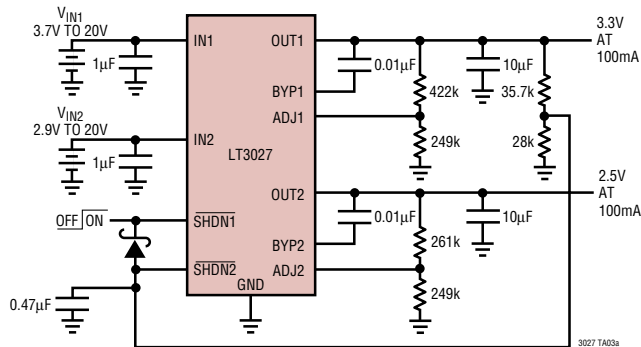 VIN1
3.7V TO 20V
1µF
IN1
OUT1
0.01µF
BYP1
422k
10µF
35.7k
3.3V
AT
100mA
ADJ1
249k
28k
VIN2
2.9V TO 20V
1µF
IN2
LT3027
OUT2
0.01µF
BYP2
261k
10µF
2.5V
AT
100mA
OFF ON
SHDN1
SHDN2
ADJ2
249k
GND
0.47µF
3027 TA03a